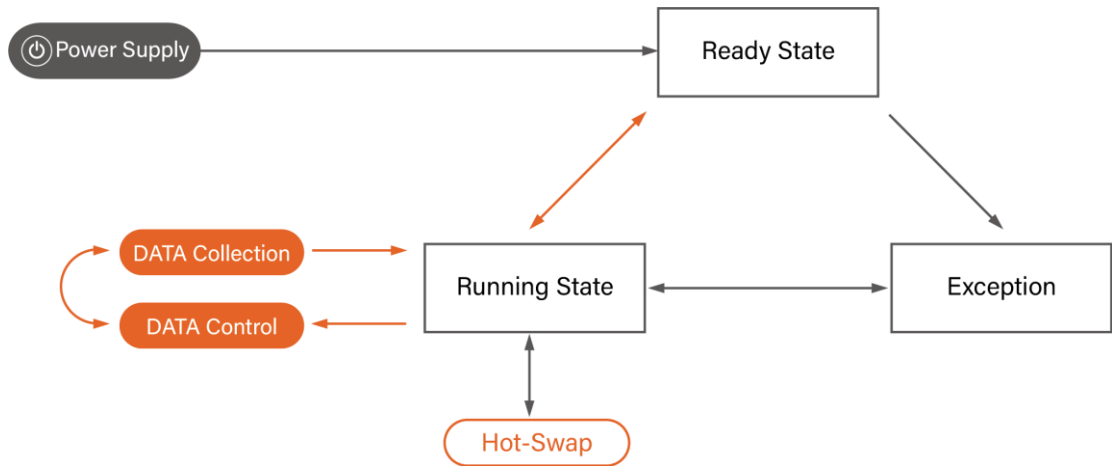 Power Supply
Ready State
DATA Collection
Running State
Exception
DATA Control
Hot-Swap